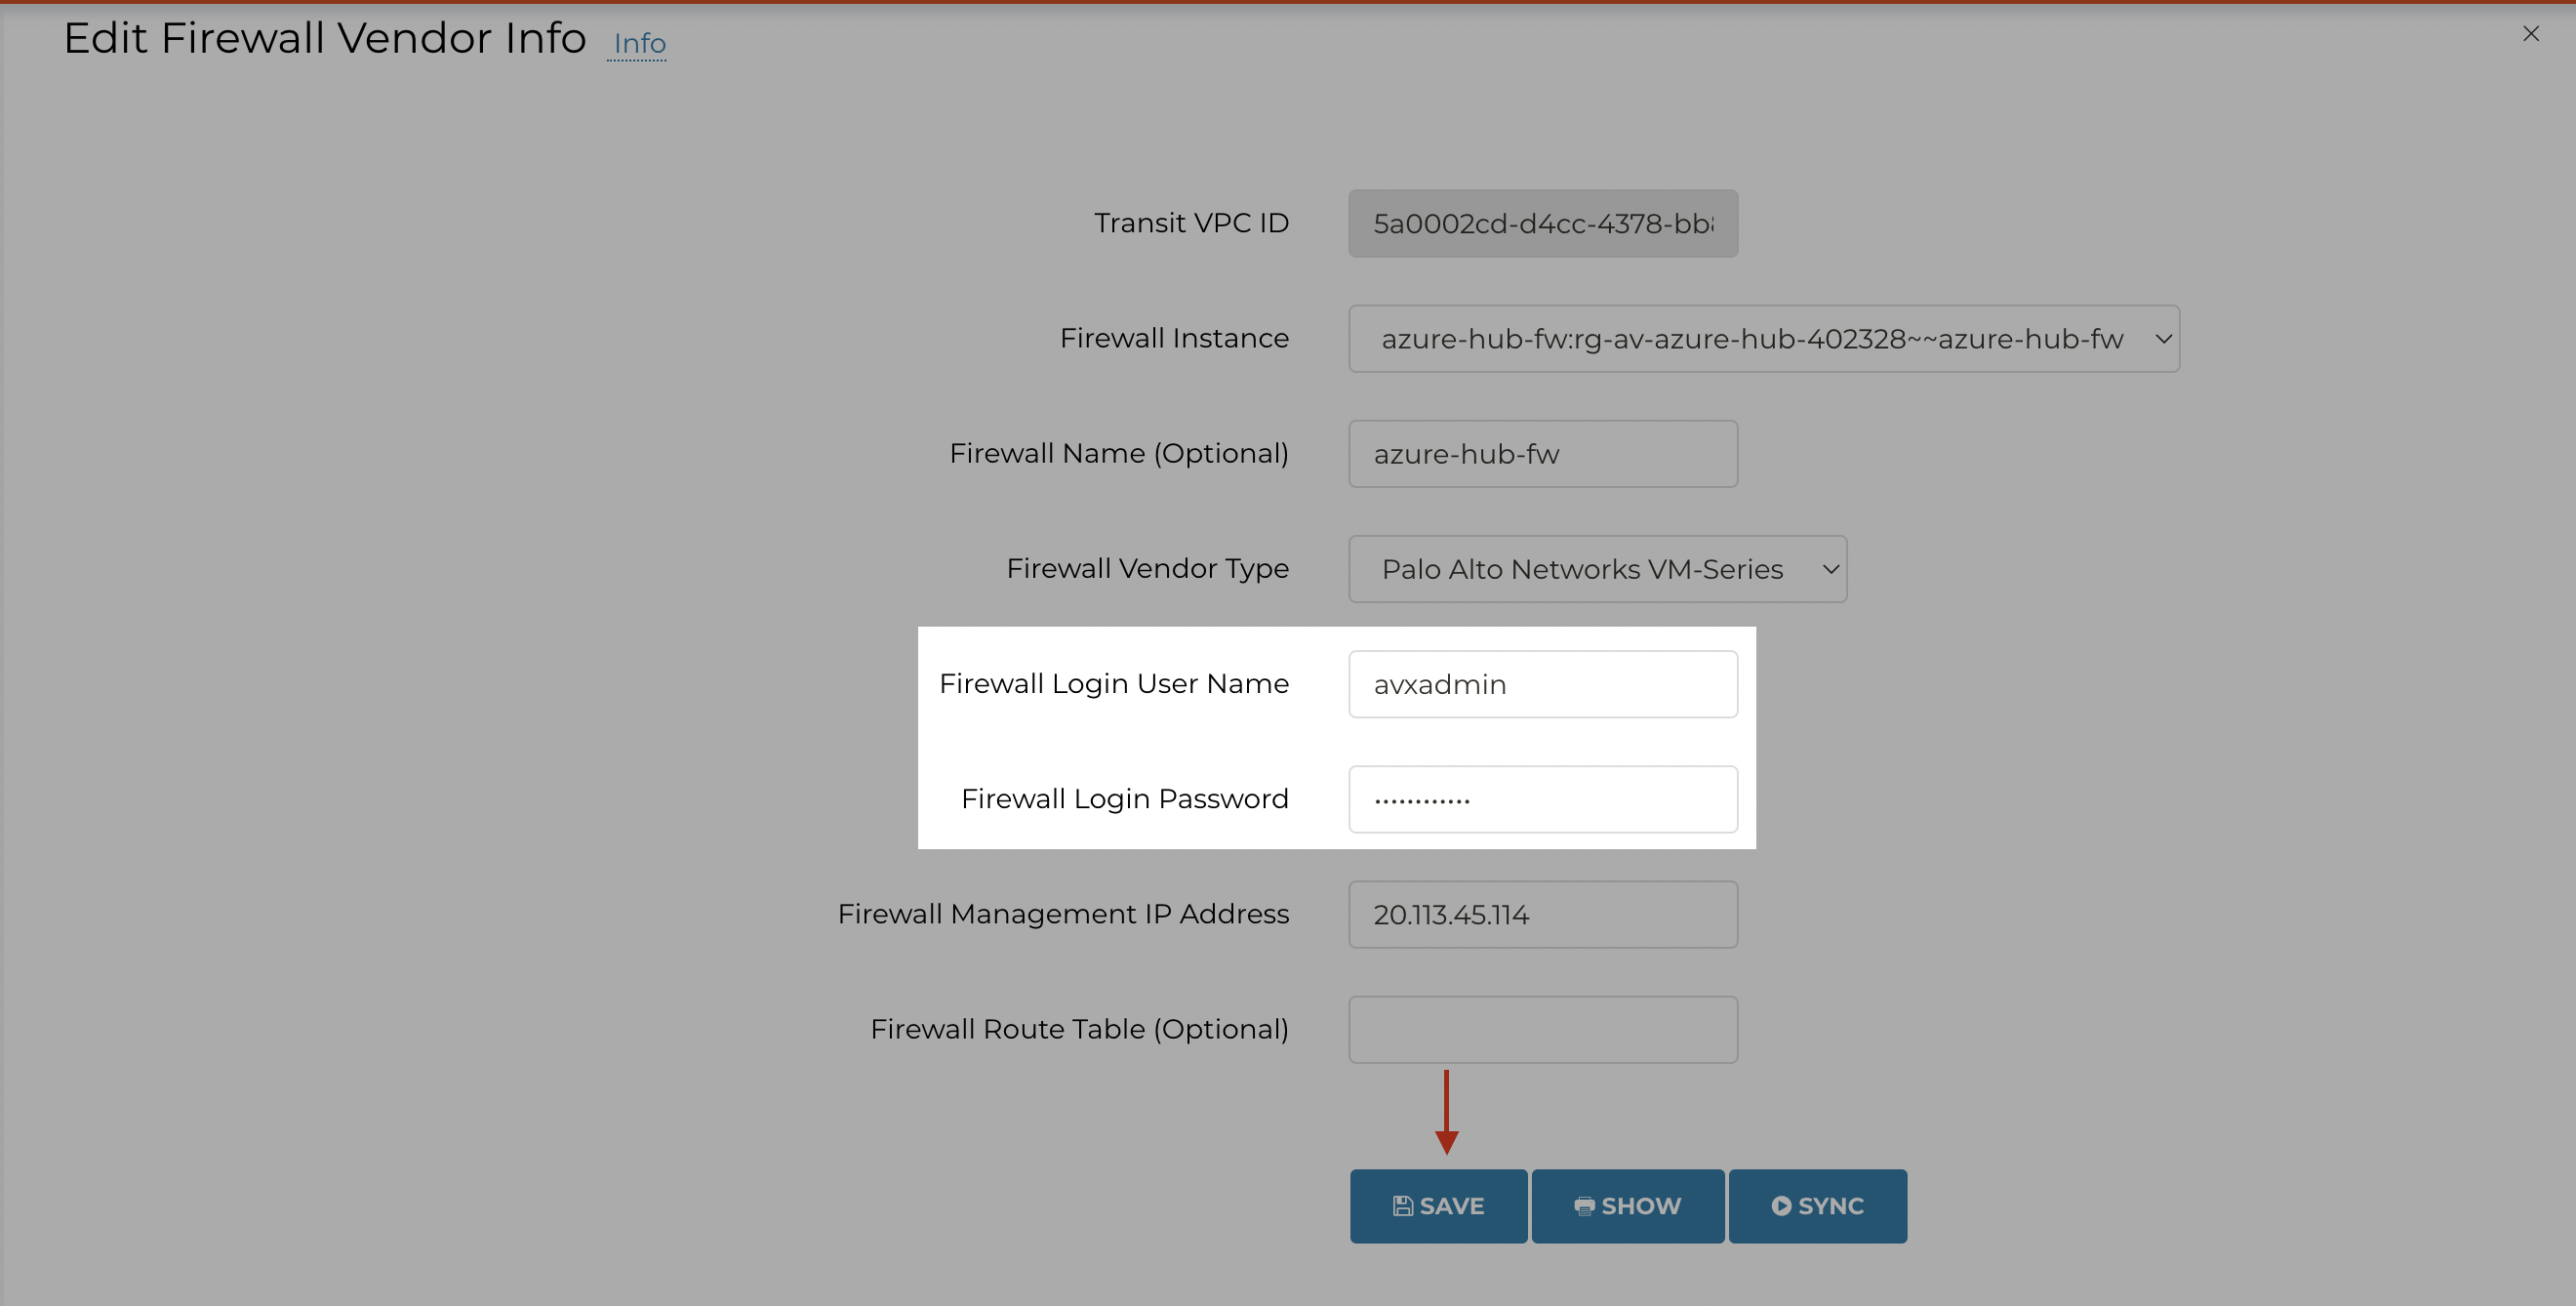 Edit Firewall Vendor Info Info
Transit VPC ID 5a0002cd-d4cc-4378-bb
Firewall Instance azure-hub-fw:rg-av-azure-hub-402328~~azure-hub-fw
Firewall Name (Optional) azure-hub-fw
Firewall Vendor Type Palo Alto Networks VM-Series
Firewall Login User Name avxadmin
Firewall Login Password ••••••••••••
Firewall Management IP Address 20.113.45.114
Firewall Route Table (Optional)
SAVE SHOW SYNC